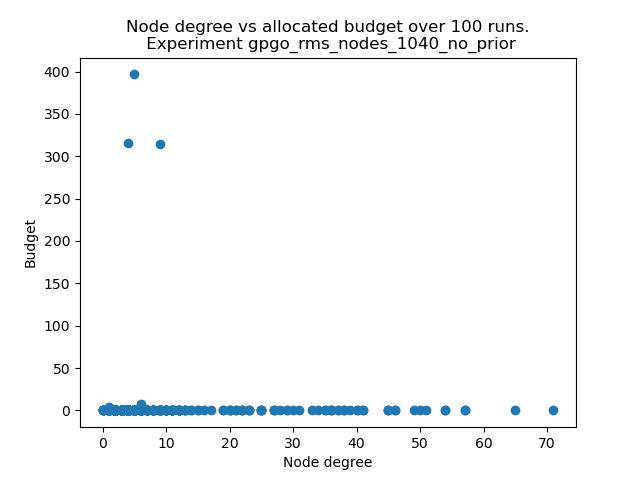 Node degree vs allocated budget over 100 runs.
Experiment gpgo_rms_nodes_1040_no_prior
400
350
300
250
200
150
100
50
0
Budget
0 10 20 30 40 50 60 70
Node degree